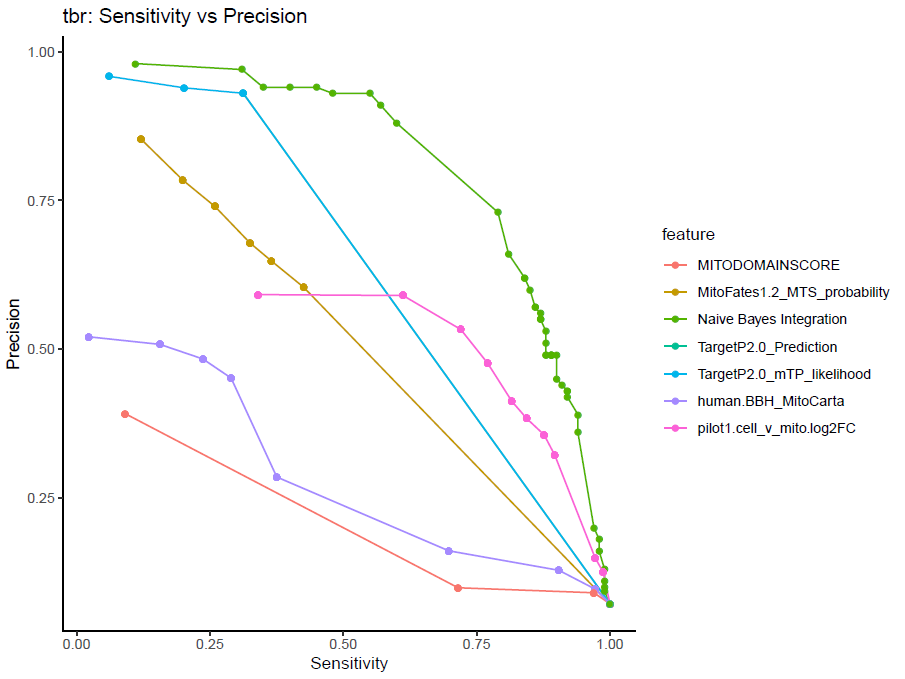 tbr: Sensitivity vs Precision
1.00
0.75
0.50
0.25
Precision
0.00
0.25
0.50
0.75
1.00
Sensitivity
feature
MITODOMAINSCORE
MitoFates1.2_MTS_probability
Naive Bayes Integration
TargetP2.0_Prediction
TargetP2.0_mTP_likelihood
human.BBH_MitoCarta
pilot1.cell_v_mito.log2FC